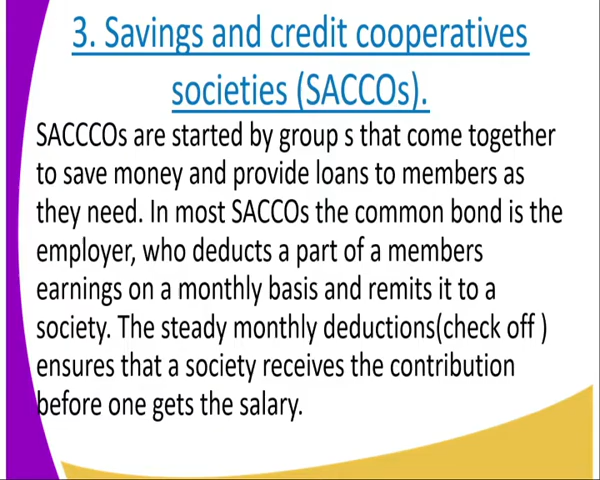 3. Savings and credit cooperatives
societies (SACCOs).
SACCCOs are started by group s that come together
to save money and provide loans to members as
they need. In most SACCOs the common bond is the
employer, who deducts a part of a members
earnings on a monthly basis and remits it to a
society. The steady monthly deductions(check off )
ensures that a society receives the contribution
before one gets the salary.